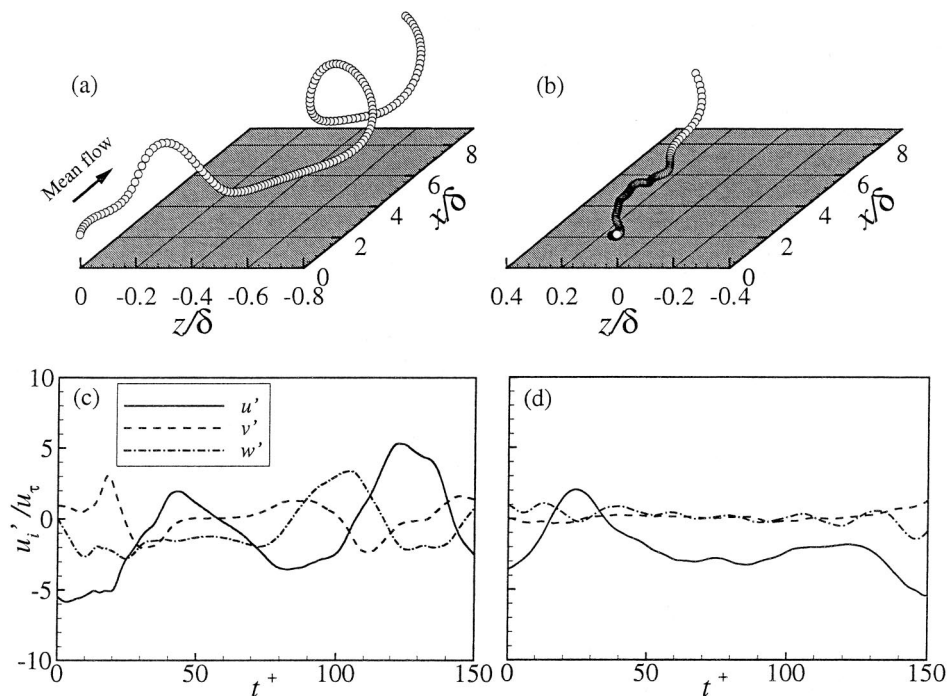 (a)
Mean flow
0
2
4
6
8
x/δ
0 -0.2 -0.4 -0.6 -0.8
z/δ
(b)
0
2
4
6
8
x/δ
0.4 0.2 0 -0.2 -0.4
z/δ
10
5
0
-5
-10
u_i'/u_τ
(c)
u'
v'
w'
0 50 100 150
t⁺
(d)
0 50 100 150
t⁺